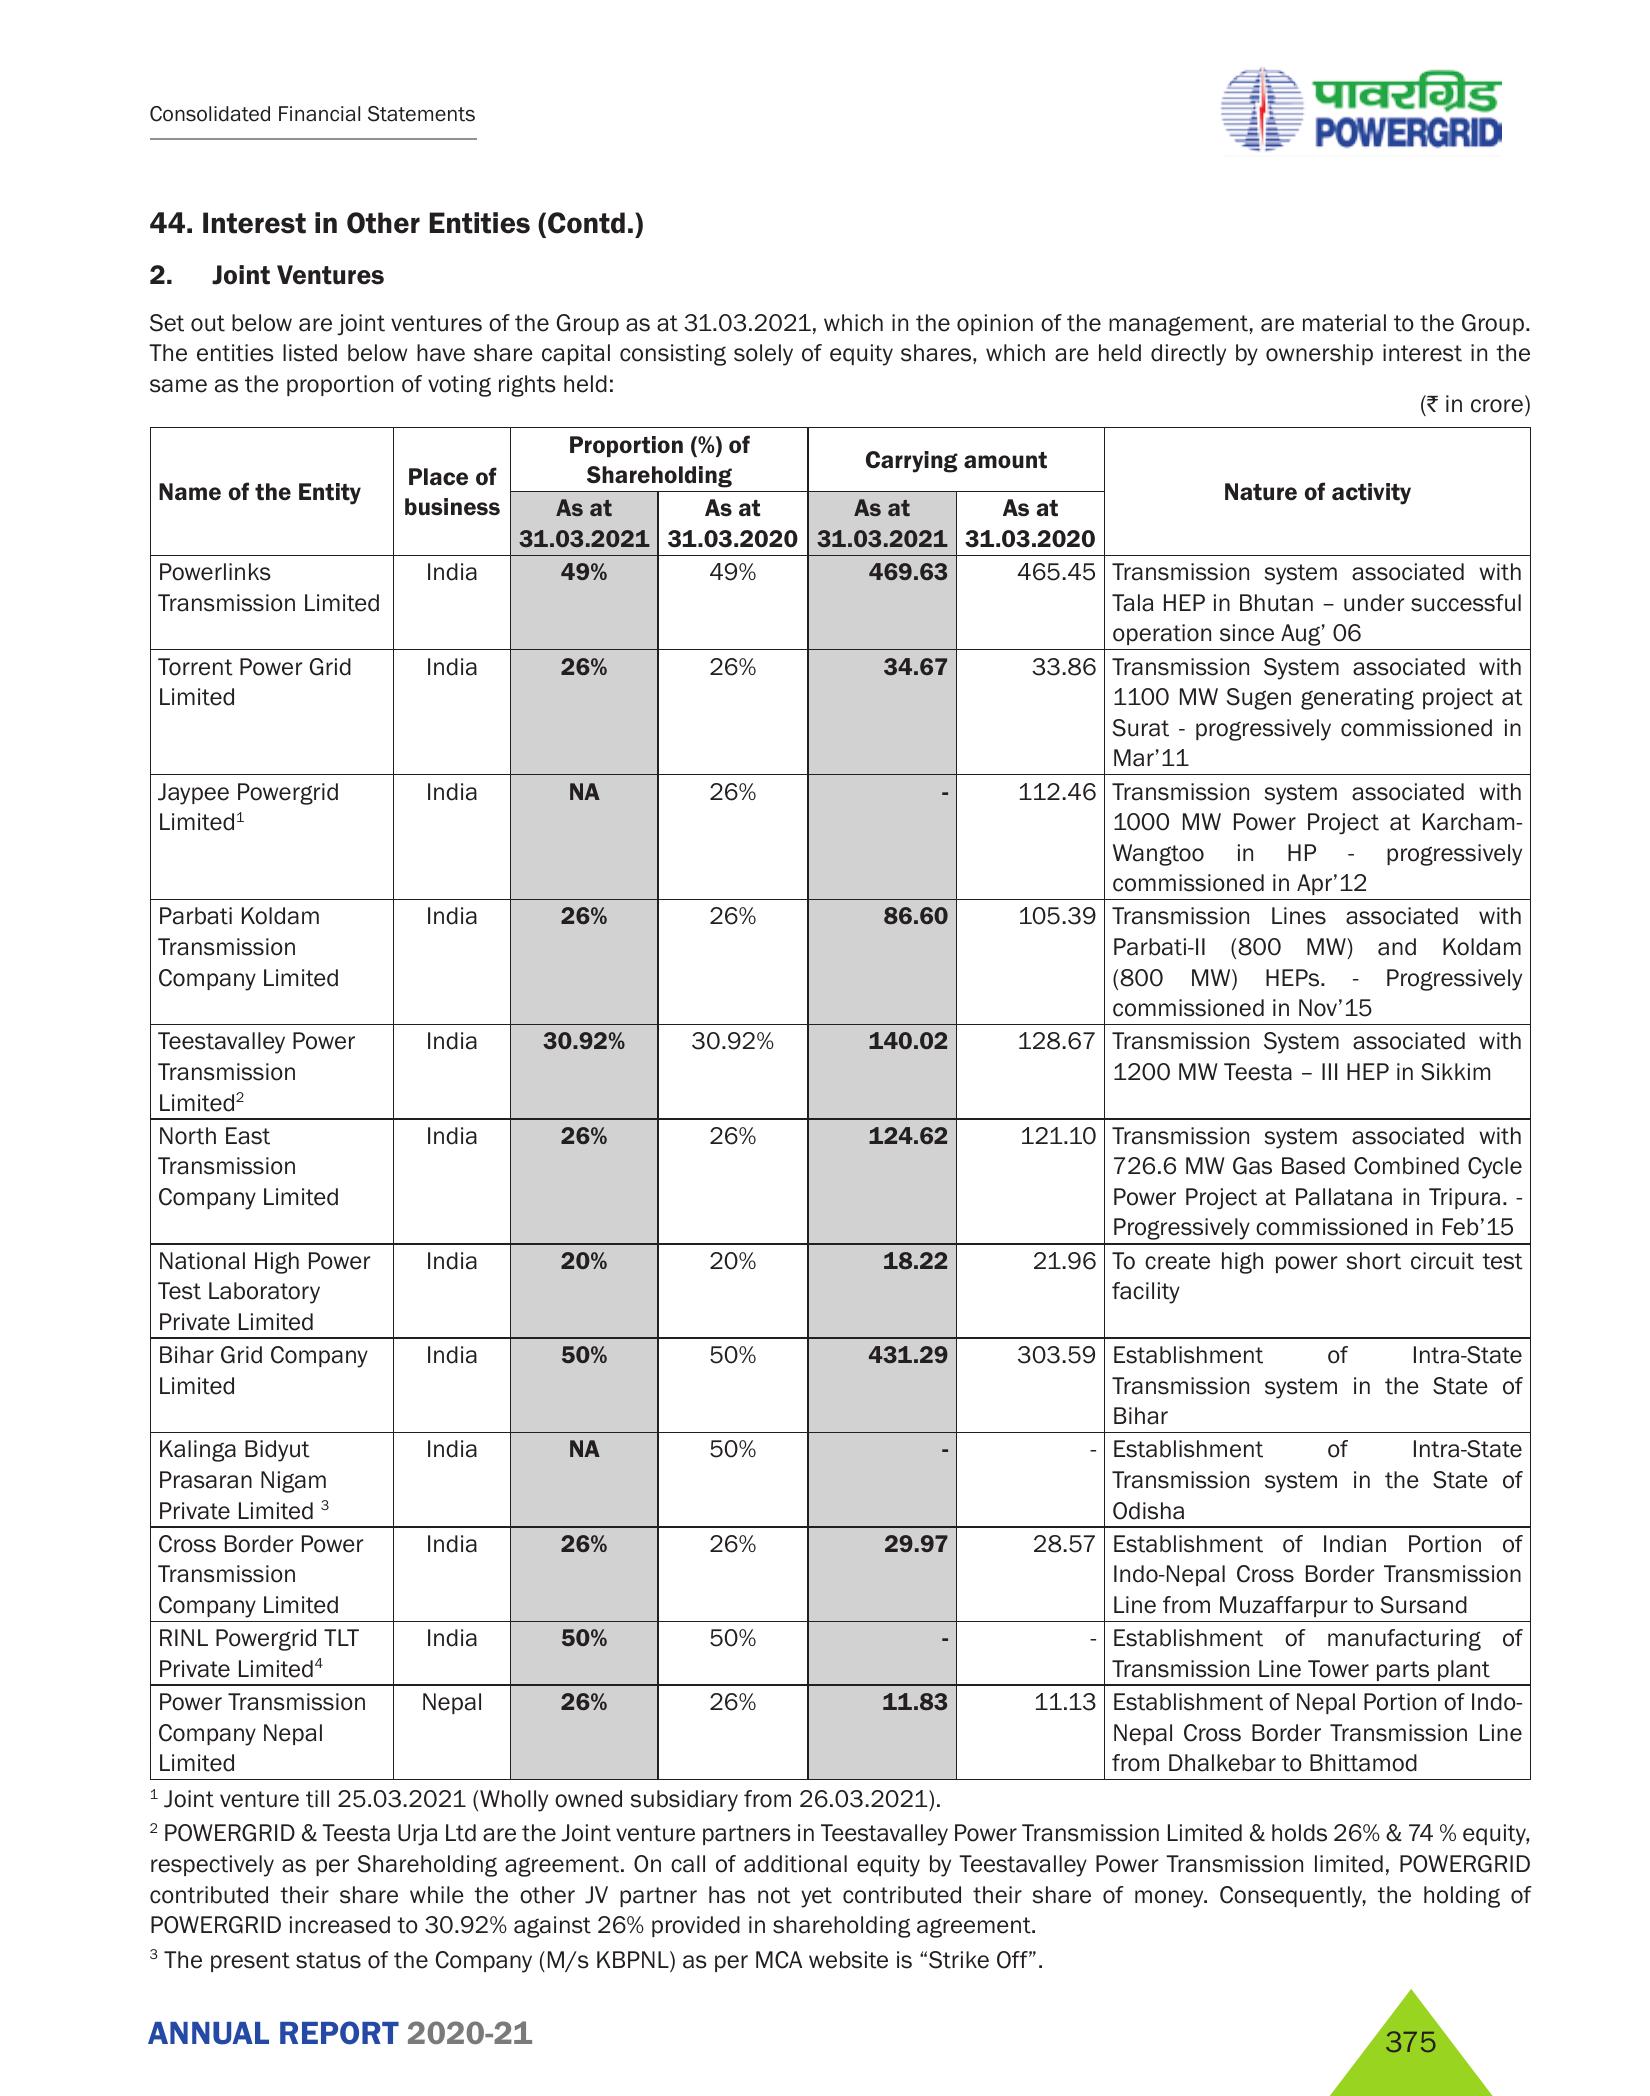 Consolidated Financial Statements
पावरग्रिड
POWERGRID
44. Interest in Other Entities (Contd.)
2. Joint Ventures
Set out below are joint ventures of the Group as at 31.03.2021, which in the opinion of the management, are material to the Group.
The entities listed below have share capital consisting solely of equity shares, which are held directly by ownership interest in the
same as the proportion of voting rights held:
(₹ in crore)
Name of the Entity
Place of
business
Proportion (%) of
Shareholding
Carrying amount
Nature of activity
As at
31.03.2021
As at
31.03.2020
As at
31.03.2021
As at
31.03.2020
Powerlinks
Transmission Limited
India
49%
49%
469.63
465.45
Transmission system associated with
Tala HEP in Bhutan – under successful
operation since Aug’ 06
Torrent Power Grid
Limited
India
26%
26%
34.67
33.86
Transmission System associated with
1100 MW Sugen generating project at
Surat - progressively commissioned in
Mar’11
Jaypee Powergrid
Limited¹
India
NA
26%
-
112.46
Transmission system associated with
1000 MW Power Project at Karcham-
Wangtoo in HP - progressively
commissioned in Apr’12
Parbati Koldam
Transmission
Company Limited
India
26%
26%
86.60
105.39
Transmission Lines associated with
Parbati-II (800 MW) and Koldam
(800 MW) HEPs. - Progressively
commissioned in Nov’15
Teestavalley Power
Transmission
Limited²
India
30.92%
30.92%
140.02
128.67
Transmission System associated with
1200 MW Teesta – III HEP in Sikkim
North East
Transmission
Company Limited
India
26%
26%
124.62
121.10
Transmission system associated with
726.6 MW Gas Based Combined Cycle
Power Project at Pallatana in Tripura. -
Progressively commissioned in Feb’15
National High Power
Test Laboratory
Private Limited
India
20%
20%
18.22
21.96
To create high power short circuit test
facility
Bihar Grid Company
Limited
India
50%
50%
431.29
303.59
Establishment of Intra-State
Transmission system in the State of
Bihar
Kalinga Bidyut
Prasaran Nigam
Private Limited ³
India
NA
50%
-
-
Establishment of Intra-State
Transmission system in the State of
Odisha
Cross Border Power
Transmission
Company Limited
India
26%
26%
29.97
28.57
Establishment of Indian Portion of
Indo-Nepal Cross Border Transmission
Line from Muzaffarpur to Sursand
RINL Powergrid TLT
Private Limited⁴
India
50%
50%
-
-
Establishment of manufacturing of
Transmission Line Tower parts plant
Power Transmission
Company Nepal
Limited
Nepal
26%
26%
11.83
11.13
Establishment of Nepal Portion of Indo-
Nepal Cross Border Transmission Line
from Dhalkebar to Bhittamod
¹ Joint venture till 25.03.2021 (Wholly owned subsidiary from 26.03.2021).
² POWERGRID & Teesta Urja Ltd are the Joint venture partners in Teestavalley Power Transmission Limited & holds 26% & 74 % equity,
respectively as per Shareholding agreement. On call of additional equity by Teestavalley Power Transmission limited, POWERGRID
contributed their share while the other JV partner has not yet contributed their share of money. Consequently, the holding of
POWERGRID increased to 30.92% against 26% provided in shareholding agreement.
³ The present status of the Company (M/s KBPNL) as per MCA website is “Strike Off”.
ANNUAL REPORT 2020-21
375